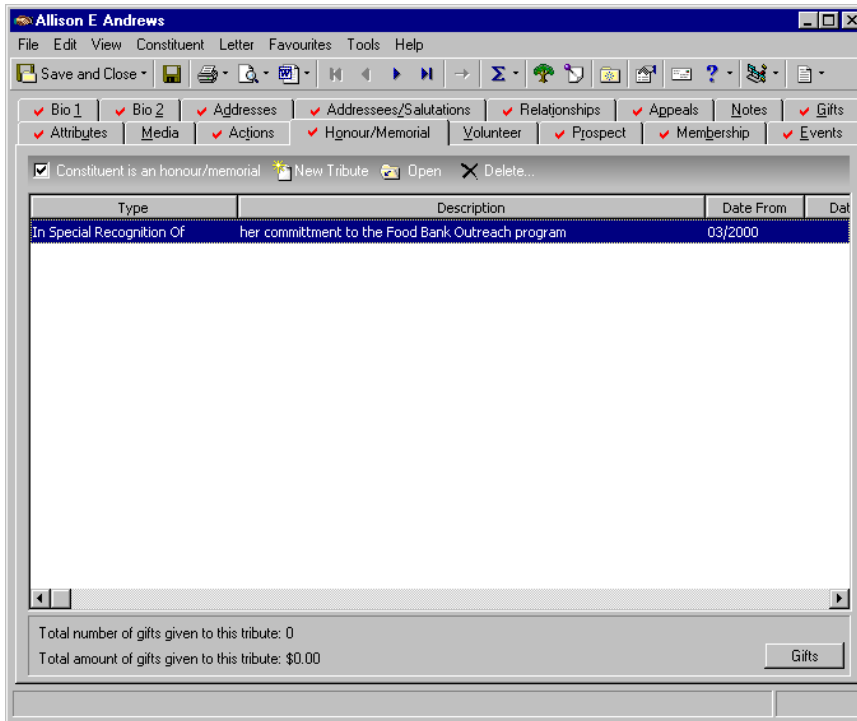 Allison E Andrews
File Edit View Constituent Letter Favourites Tools Help
Save and Close
Bio 1 Bio 2 Addresses Addressees/Salutations Relationships Appeals Notes Gifts
Attributes Media Actions Honour/Memorial Volunteer Prospect Membership Events
Constituent is an honour/memorial New Tribute Open Delete...
Type Description Date From Dat
In Special Recognition Of her committment to the Food Bank Outreach program 03/2000
Total number of gifts given to this tribute: 0
Total amount of gifts given to this tribute: $0.00
Gifts